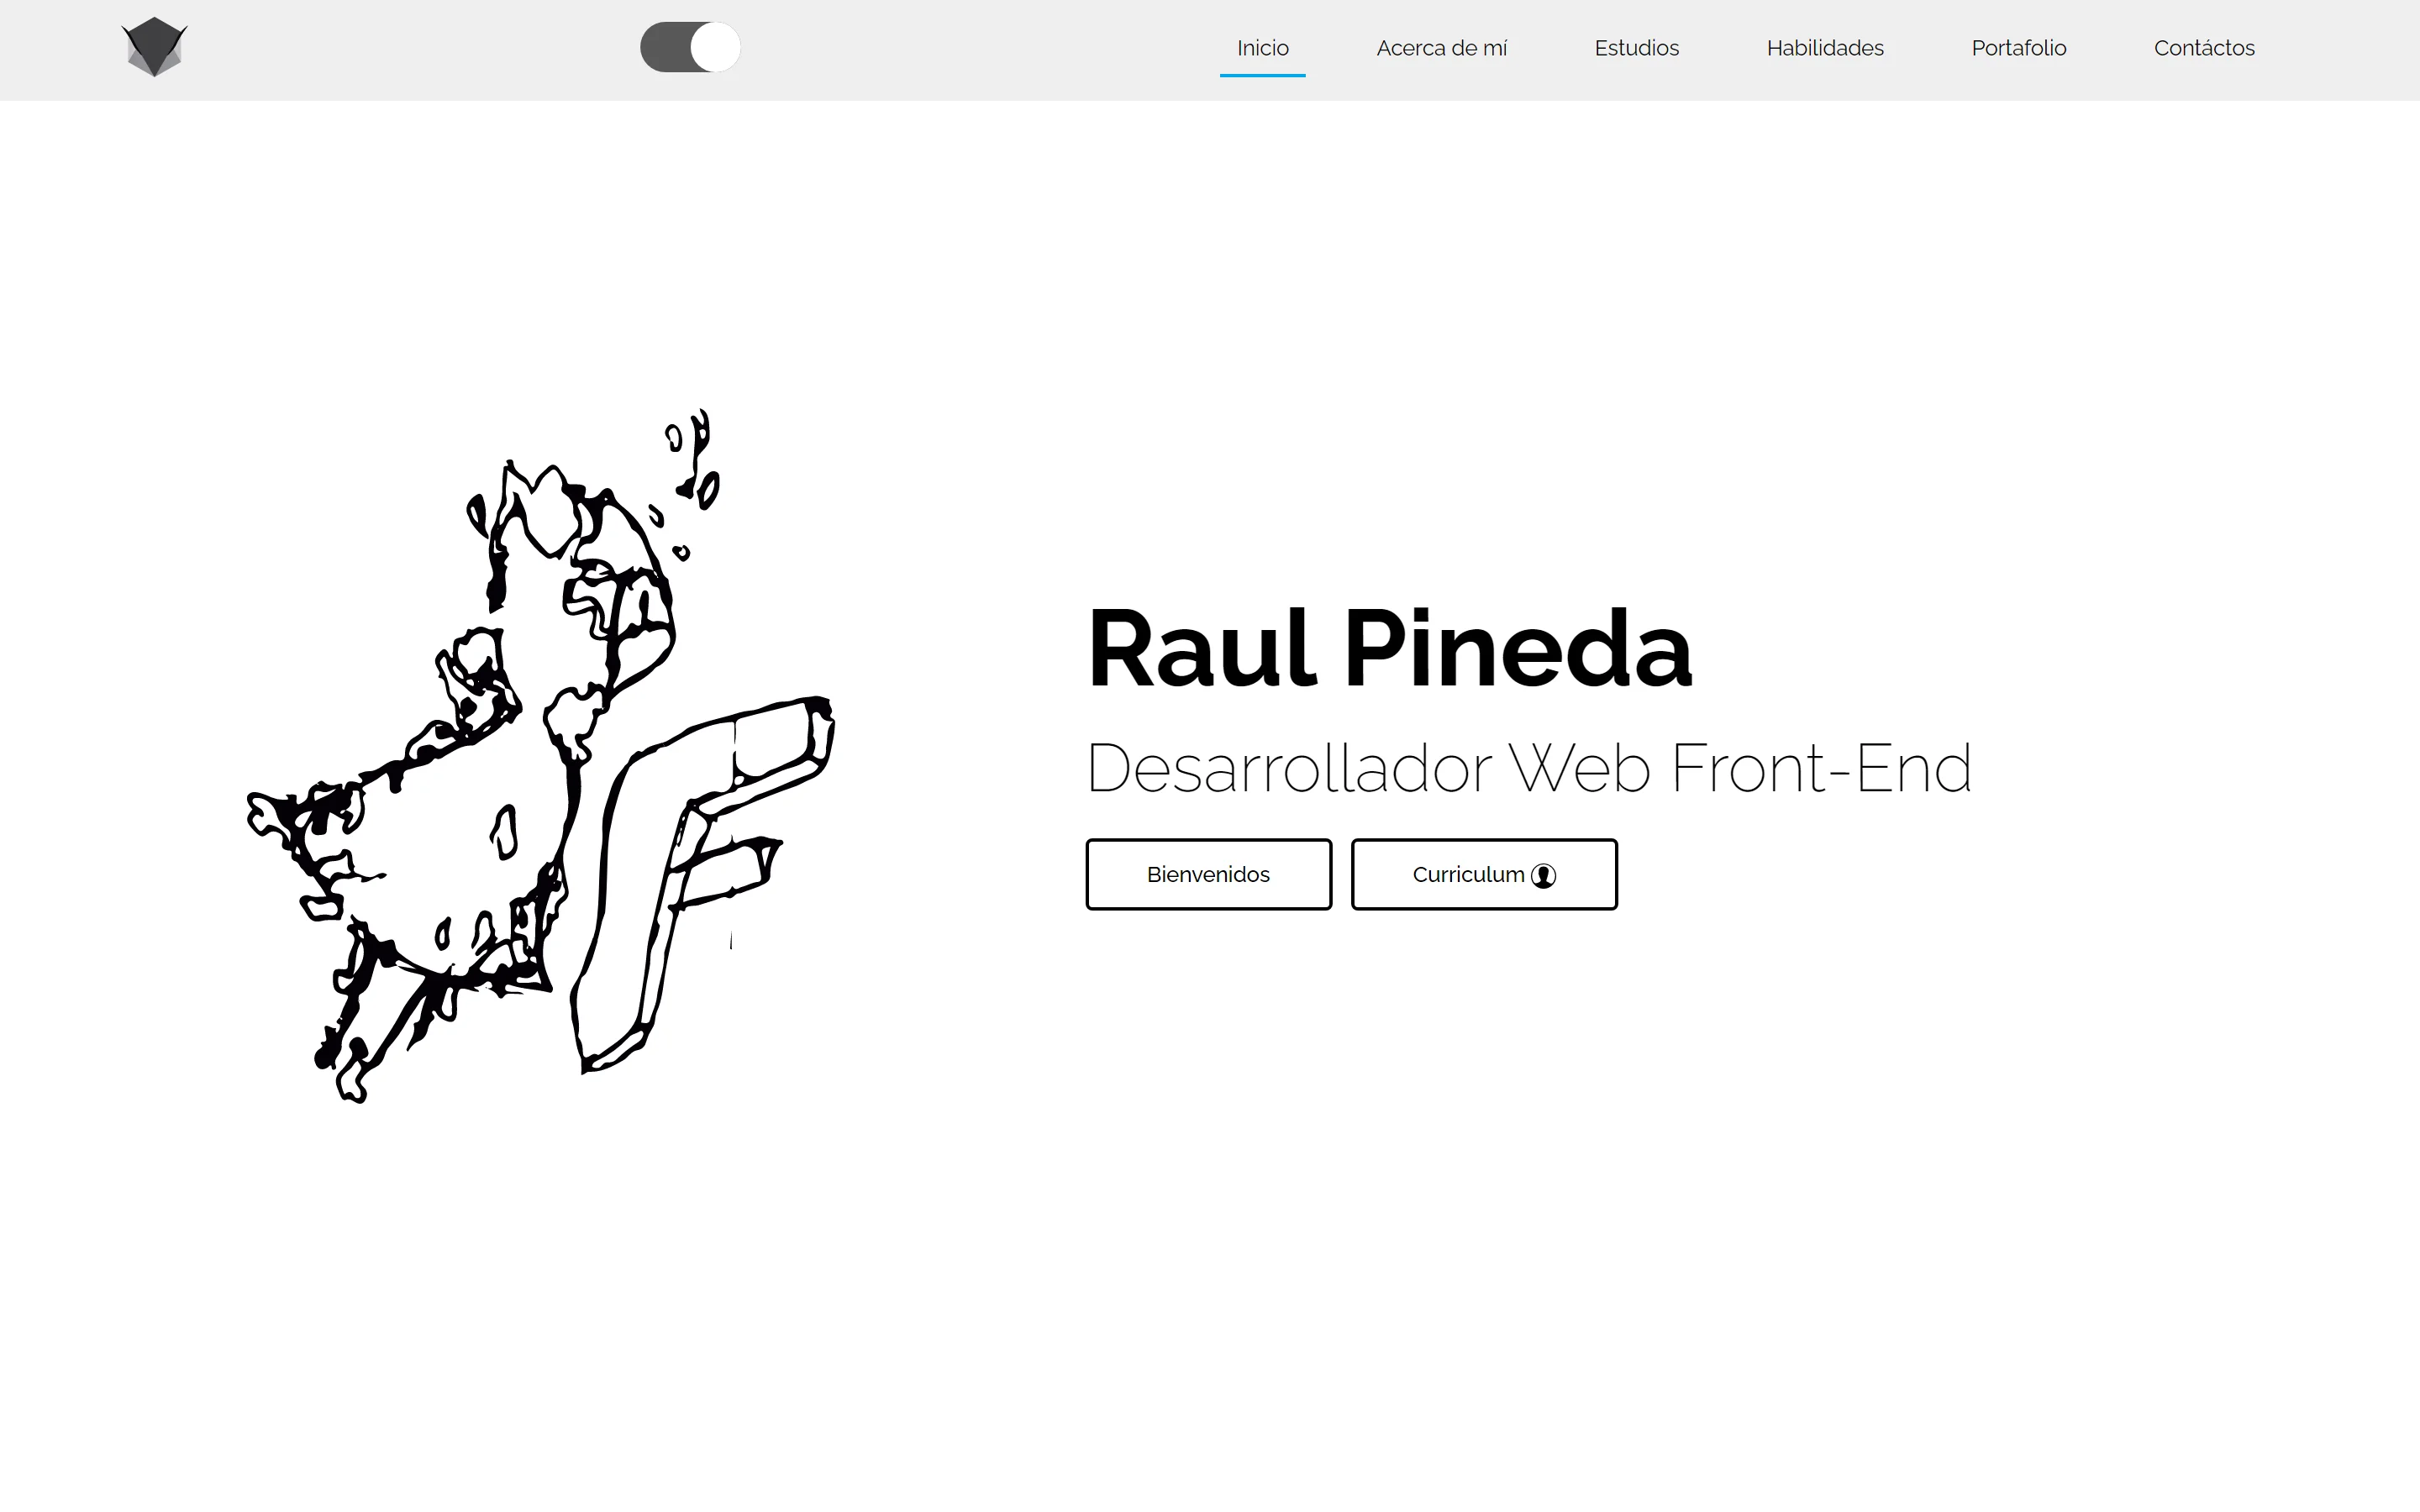 Inicio
Acerca de mí
Estudios
Habilidades
Portafolio
Contáctos
Raul Pineda
Desarrollador Web Front-End
Bienvenidos
Curriculum